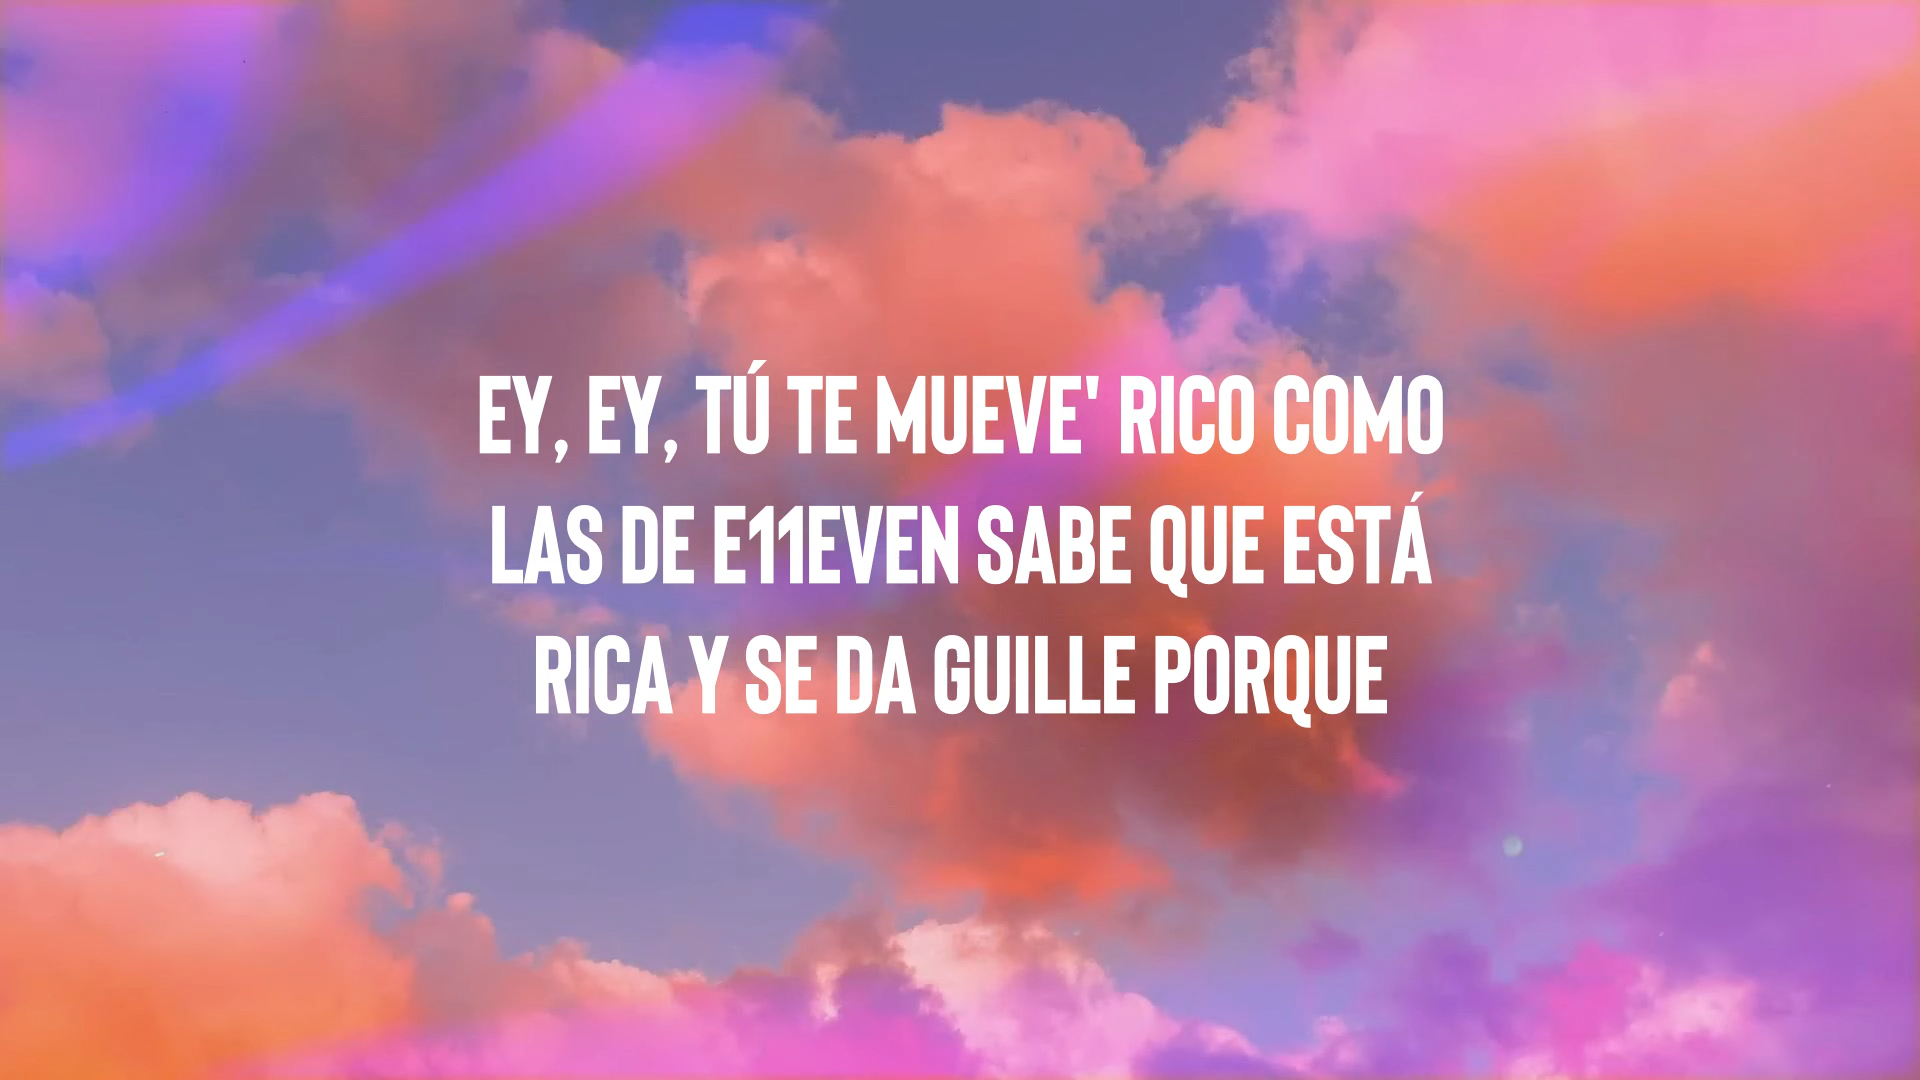 EY, EY, TÚ TE MUEVE' RICO COMO
LAS DE E11EVEN SABE QUE ESTÁ
RICA Y SE DA GUILLE PORQUE